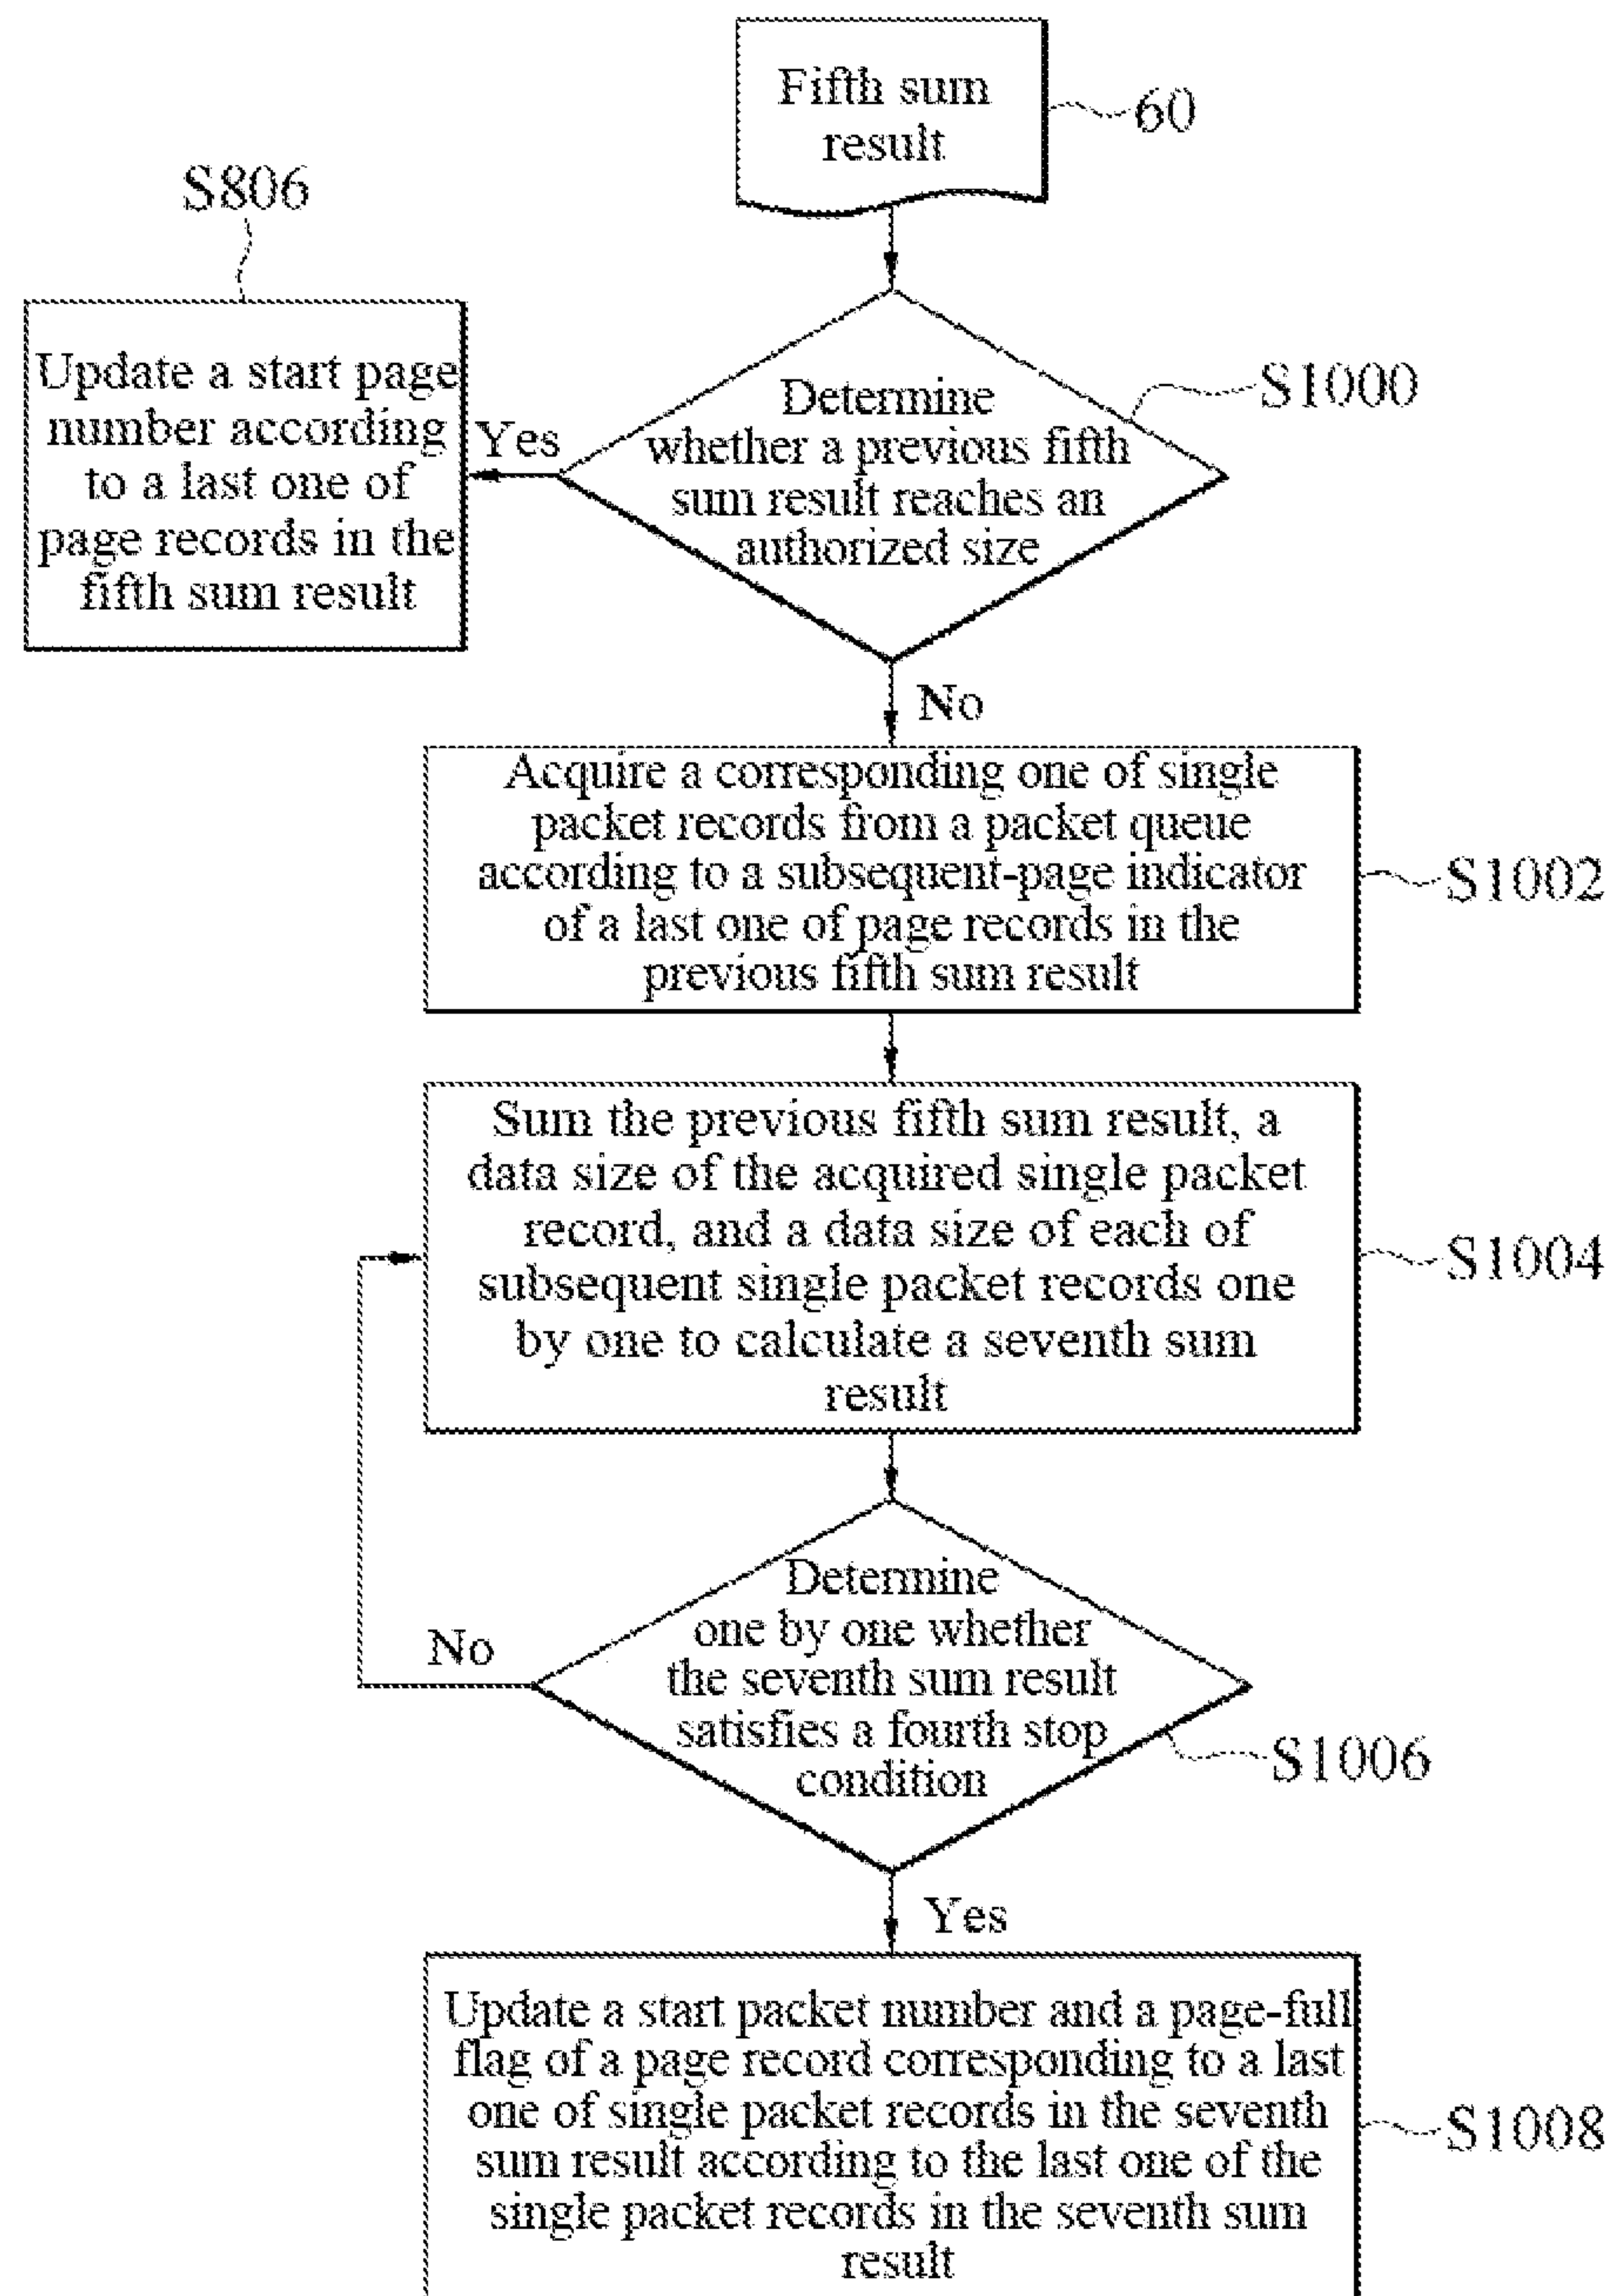 Fifth sum
result
60
S806
Update a start page
number according
to a last one of
page records in the
fifth sum result
Yes
Determine
whether a previous fifth
sum result reaches an
authorized size
S1000
No
Acquire a corresponding one of single
packet records from a packet queue
according to a subsequent-page indicator
of a last one of page records in the
previous fifth sum result
S1002
Sum the previous fifth sum result, a
data size of the acquired single packet
record, and a data size of each of
subsequent single packet records one
by one to calculate a seventh sum
result
S1004
Determine
one by one whether
the seventh sum result
satisfies a fourth stop
condition
No
S1006
Yes
Update a start packet number and a page-full
flag of a page record corresponding to a last
one of single packet records in the seventh
sum result according to the last one of the
single packet records in the seventh sum
result
S1008